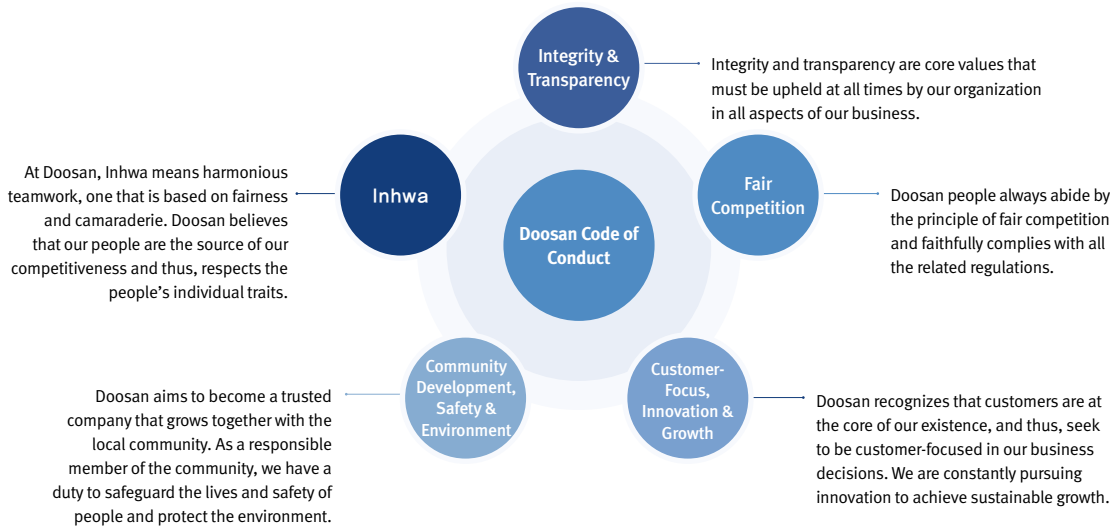 Integrity &
Transparency
Integrity and transparency are core values that
must be upheld at all times by our organization
in all aspects of our business.
Inhwa
At Doosan, Inhwa means harmonious
teamwork, one that is based on fairness
and camaraderie. Doosan believes
that our people are the source of our
competitiveness and thus, respects the
people's individual traits.
Fair
Competition
Doosan people always abide by
the principle of fair competition
and faithfully complies with all
the related regulations.
Doosan Code of
Conduct
Community
Development,
Safety &
Environment
Doosan aims to become a trusted
company that grows together with the
local community. As a responsible
member of the community, we have a
duty to safeguard the lives and safety of
people and protect the environment.
Customer-
Focus,
Innovation &
Growth
Doosan recognizes that customers are at
the core of our existence, and thus, seek
to be customer-focused in our business
decisions. We are constantly pursuing
innovation to achieve sustainable growth.